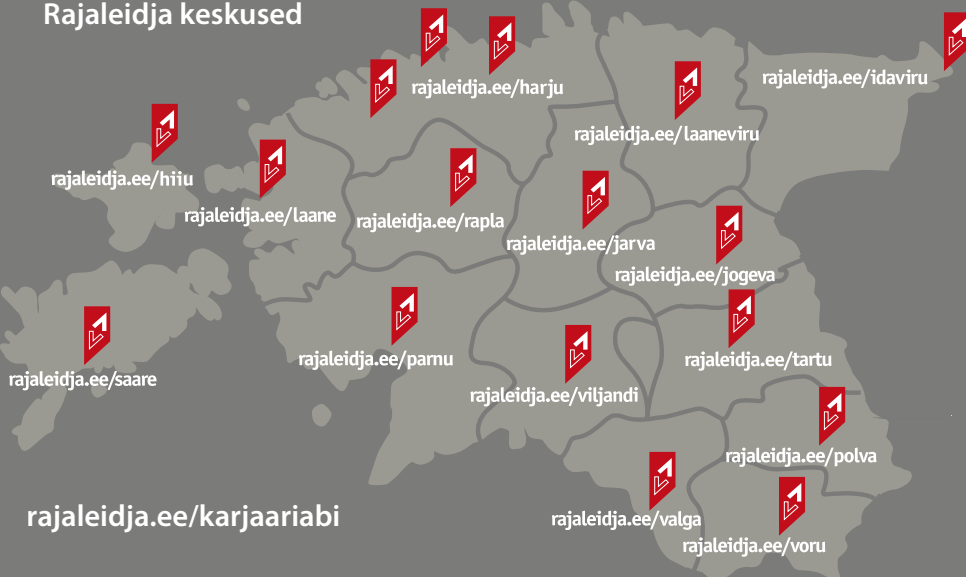 Rajaleidja keskused
rajaleidja.ee/idaviru
rajaleidja.ee/harju
rajaleidja.ee/laaneviru
rajaleidja.ee/hiiu
rajaleidja.ee/laane
rajaleidja.ee/rapla
rajaleidja.ee/jarva
rajaleidja.ee/jogeva
rajaleidja.ee/parnu
rajaleidja.ee/tartu
rajaleidja.ee/saare
rajaleidja.ee/viljandi
rajaleidja.ee/polva
rajaleidja.ee/karjaariabi
rajaleidja.ee/valga
rajaleidja.ee/voru